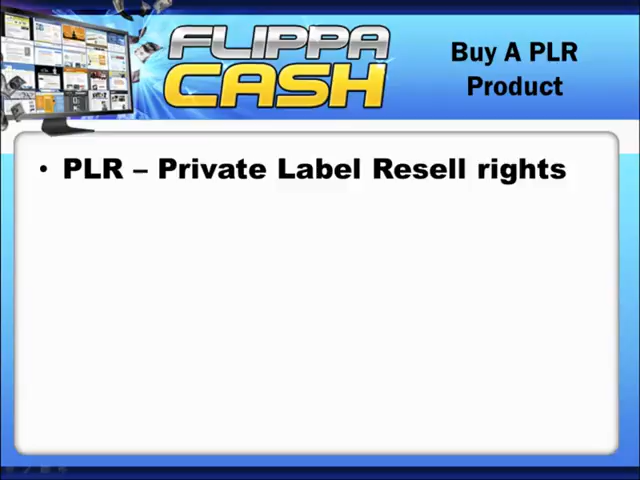 FLIPPA
CASH
Buy A PLR
Product
• PLR – Private Label Resell rights